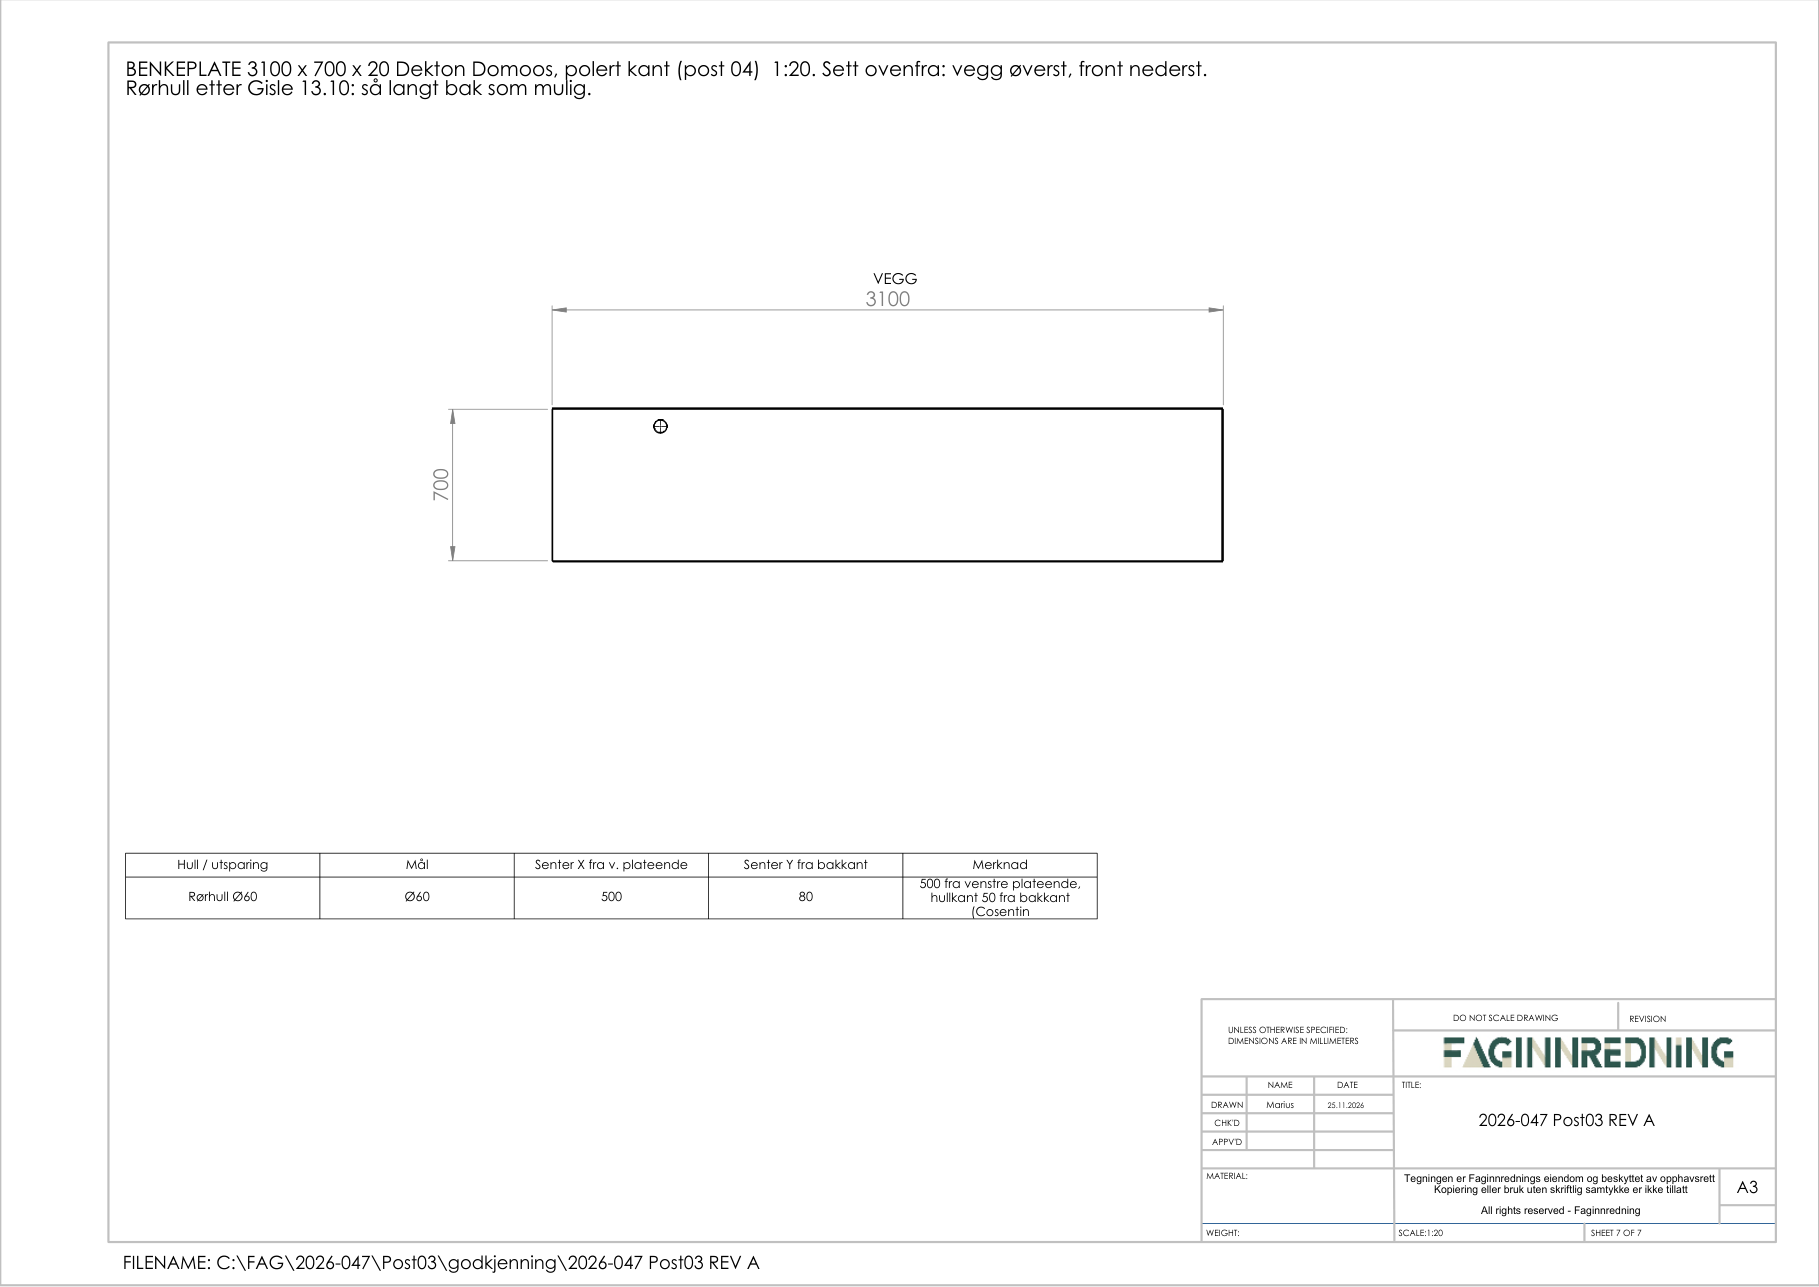 BENKEPLATE 3100 x 700 x 20 Dekton Domoos, polert kant (post 04)  1:20. Sett ovenfra: vegg øverst, front nederst.
Rørhull etter Gisle 13.10: så langt bak som mulig.
VEGG
3100
700
Hull / utsparing
Mål
Senter X fra v. plateende
Senter Y fra bakkant
Merknad
Rørhull Ø60
Ø60
500
80
500 fra venstre plateende,
hullkant 50 fra bakkant
(Cosentin
UNLESS OTHERWISE SPECIFIED:
DIMENSIONS ARE IN MILLIMETERS
DO NOT SCALE DRAWING
REVISION
FAGINNREDNING
NAME
DATE
TITLE:
DRAWN
Marius
25.11.2026
CHK'D
APPV'D
2026-047 Post03 REV A
MATERIAL:
Tegningen er Faginnrednings eiendom og beskyttet av opphavsrett
Kopiering eller bruk uten skriftlig samtykke er ikke tillatt
All rights reserved - Faginnredning
A3
WEIGHT:
SCALE:1:20
SHEET 7 OF 7
FILENAME: C:\FAG\2026-047\Post03\godkjenning\2026-047 Post03 REV A